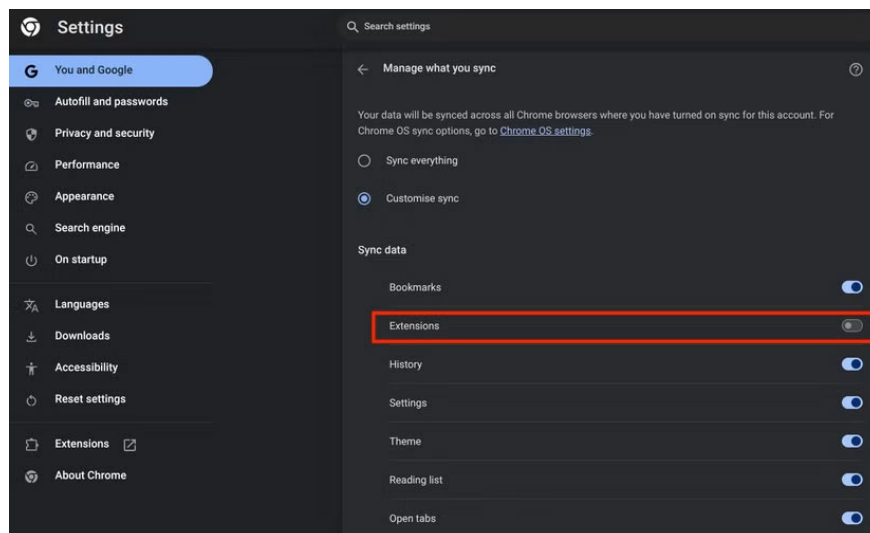 Settings
Search settings
You and Google
Autofill and passwords
Privacy and security
Performance
Appearance
Search engine
On startup
Languages
Downloads
Accessibility
Reset settings
Extensions
About Chrome
Manage what you sync
Your data will be synced across all Chrome browsers where you have turned on sync for this account. For
Chrome OS sync options, go to Chrome OS settings.
Sync everything
Customise sync
Sync data
Bookmarks
Extensions
History
Settings
Theme
Reading list
Open tabs